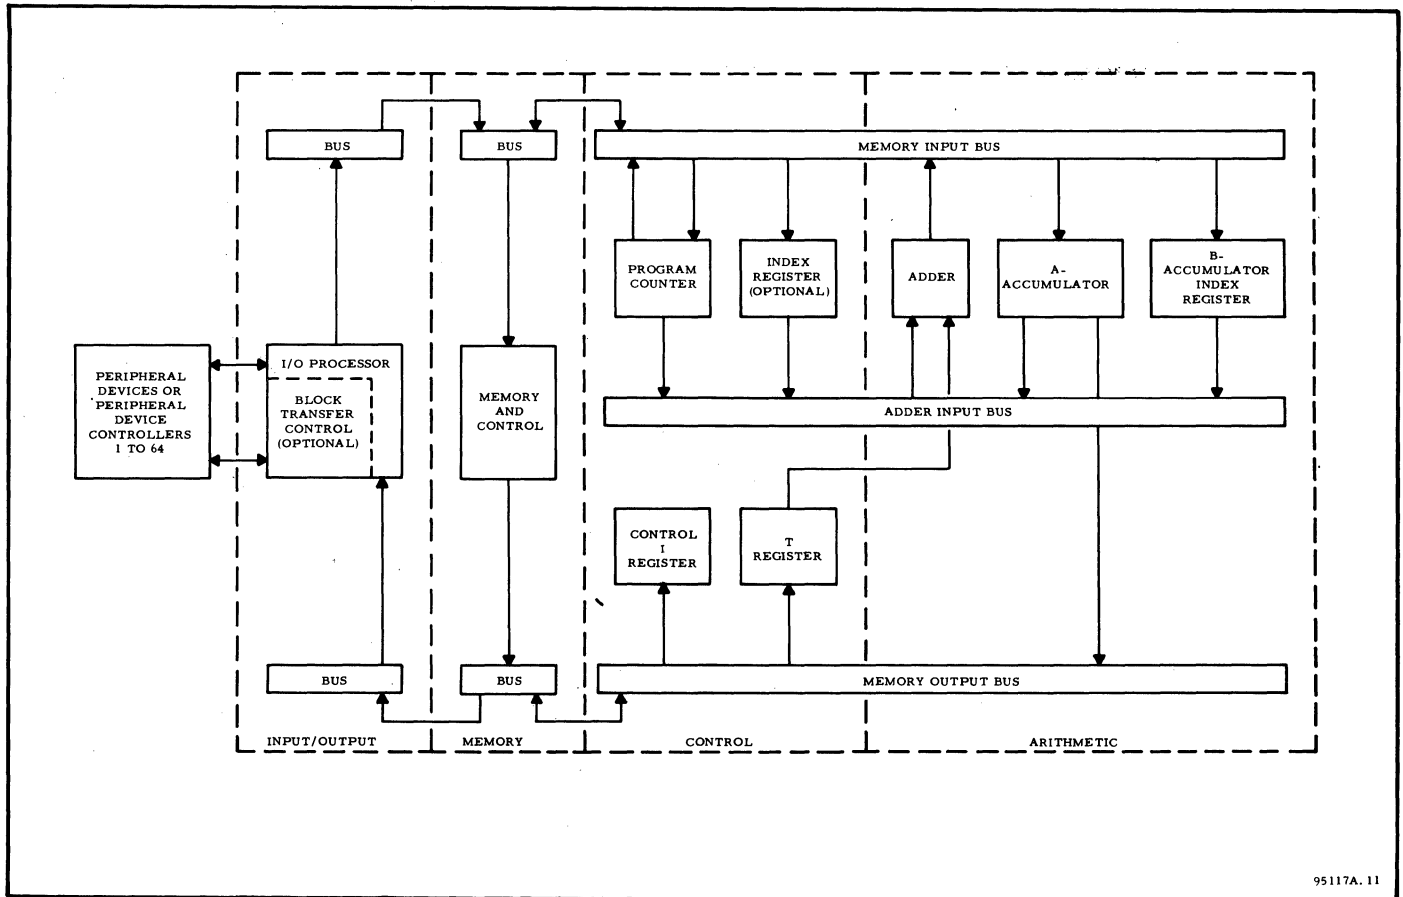 BUS
BUS
MEMORY INPUT BUS
PROGRAM
COUNTER
INDEX
REGISTER
(OPTIONAL)
ADDER
A-
ACCUMULATOR
B-
ACCUMULATOR
INDEX
REGISTER
PERIPHERAL
DEVICES OR
PERIPHERAL
DEVICE
CONTROLLERS
1 TO 64
I/O PROCESSOR
BLOCK
TRANSFER
CONTROL
(OPTIONAL)
MEMORY
AND
CONTROL
ADDER INPUT BUS
CONTROL
I
REGISTER
T
REGISTER
BUS
BUS
MEMORY OUTPUT BUS
INPUT/OUTPUT
MEMORY
CONTROL
ARITHMETIC
95117A.11